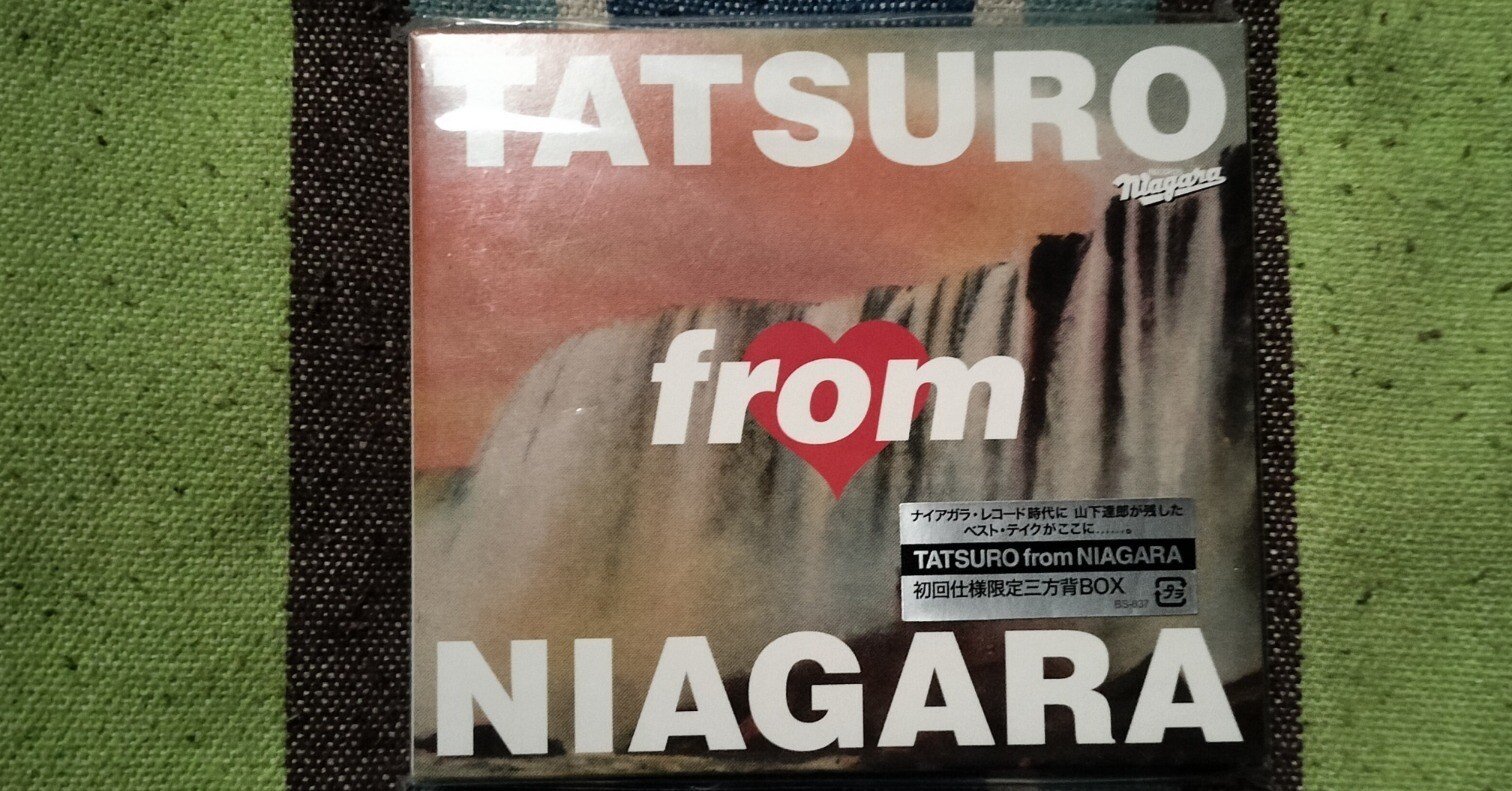 TATSURO
Niagara
from
ナイアガラ・レコード時代に 山下達郎が残した
ベスト・テイクがここに……。
TATSURO from NIAGARA
初回仕様限定三方背BOX
プラ
NIAGARA